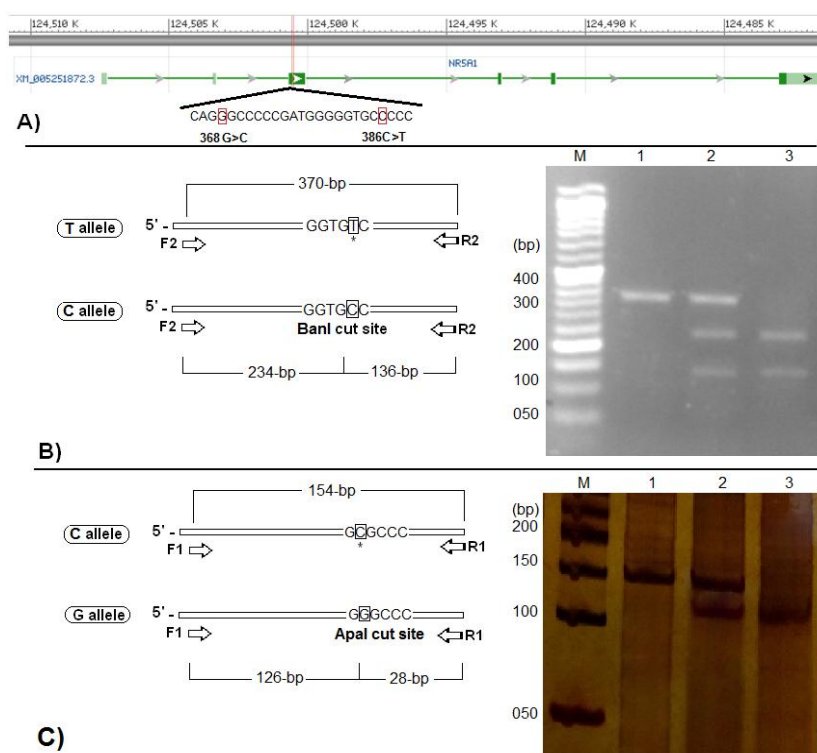 124,510 K 124,505 K 124,500 K 124,495 K 124,490 K 124,485 K
NR5A1
XM_005251872.3
CAGGGCCCCCGATGGGGGTGCCCCC
368 G>C 386C>T
A)
370-bp
T allele 5' - GGTGTC
*
F2 R2
C allele 5' - GGTGCC
F2 BanI cut site R2
234-bp 136-bp
M 1 2 3
(bp)
400
300
200
100
050
B)
154-bp
C allele 5' - GCGCCC
*
F1 R1
G allele 5' - GGGCCC
F1 ApaI cut site R1
126-bp 28-bp
M 1 2 3
(bp)
200
150
100
050
C)